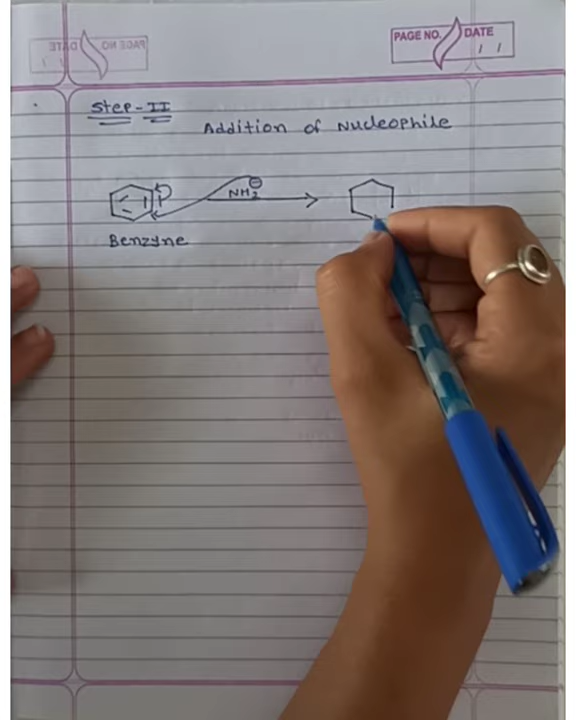 PAGE NO. DATE
/ /
Step-II
Addition of Nucleophile
NH2⊖
Benzyne